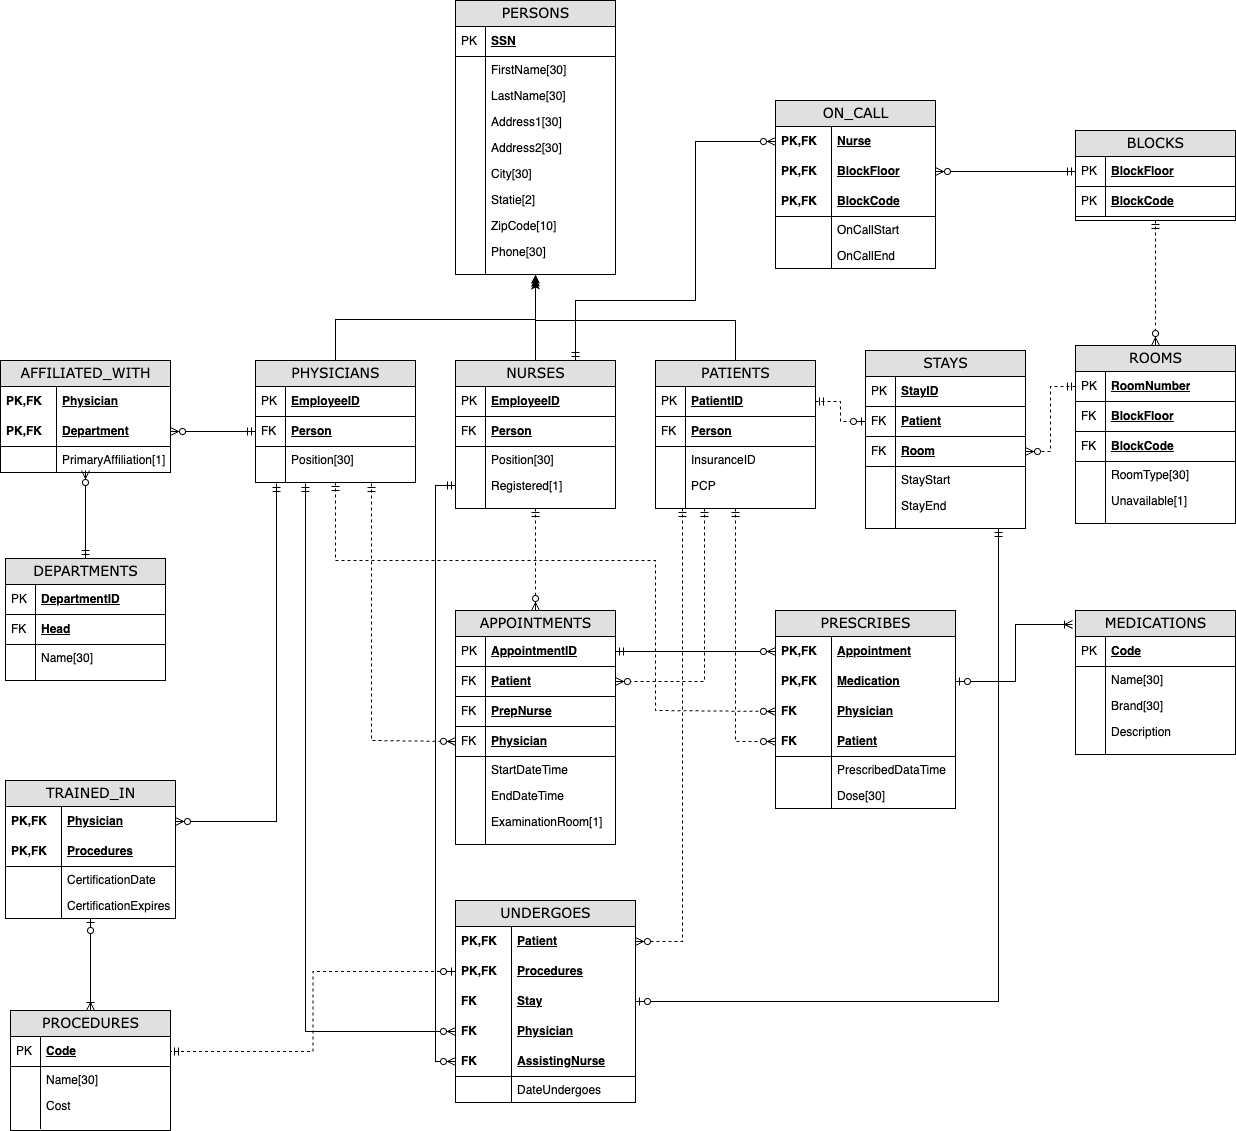 PERSONS
PK SSN
FirstName[30]
LastName[30]
Address1[30]
Address2[30]
City[30]
Statie[2]
ZipCode[10]
Phone[30]
ON_CALL
PK,FK Nurse
PK,FK BlockFloor
PK,FK BlockCode
OnCallStart
OnCallEnd
BLOCKS
PK BlockFloor
PK BlockCode
AFFILIATED_WITH
PK,FK Physician
PK,FK Department
PrimaryAffiliation[1]
PHYSICIANS
PK EmployeeID
FK Person
Position[30]
NURSES
PK EmployeeID
FK Person
Position[30]
Registered[1]
PATIENTS
PK PatientID
FK Person
InsuranceID
PCP
STAYS
PK StayID
FK Patient
FK Room
StayStart
StayEnd
ROOMS
PK RoomNumber
FK BlockFloor
FK BlockCode
RoomType[30]
Unavailable[1]
DEPARTMENTS
PK DepartmentID
FK Head
Name[30]
APPOINTMENTS
PK AppointmentID
FK Patient
FK PrepNurse
FK Physician
StartDateTime
EndDateTime
ExaminationRoom[1]
PRESCRIBES
PK,FK Appointment
PK,FK Medication
FK Physician
FK Patient
PrescribedDataTime
Dose[30]
MEDICATIONS
PK Code
Name[30]
Brand[30]
Description
TRAINED_IN
PK,FK Physician
PK,FK Procedures
CertificationDate
CertificationExpires
UNDERGOES
PK,FK Patient
PK,FK Procedures
FK Stay
FK Physician
FK AssistingNurse
DateUndergoes
PROCEDURES
PK Code
Name[30]
Cost